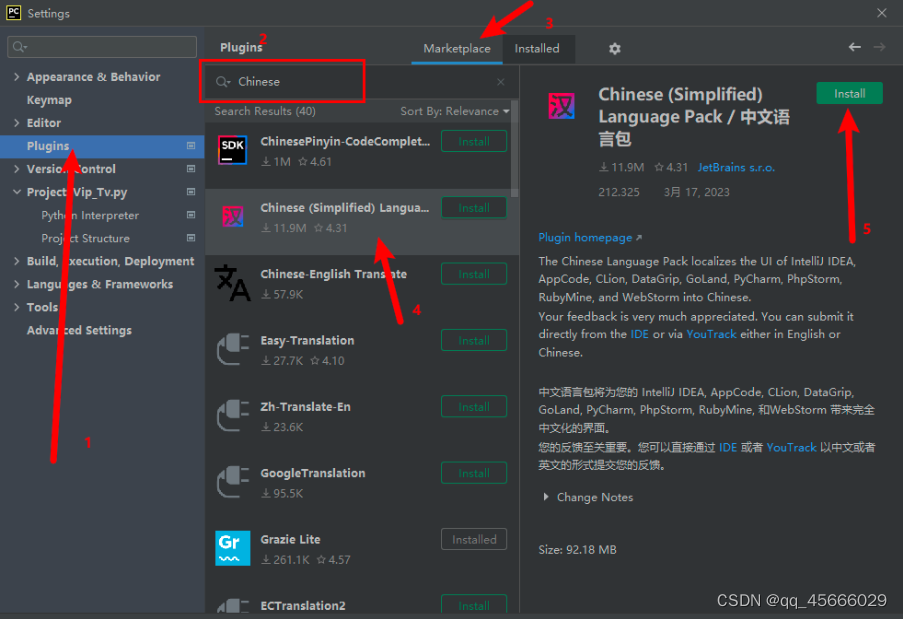 PC Settings
Appearance & Behavior
Keymap
Editor
Plugins
Version Control
Project: Vip_Tv.py
Python Interpreter
Project Structure
Build, Execution, Deployment
Languages & Frameworks
Tools
Advanced Settings
1
Plugins 2
Marketplace
3
Installed
Chinese
Search Results (40) Sort By: Relevance
SDK
ChinesePinyin-CodeComplet... Install
1M 4.61
汉
Chinese (Simplified) Langua... Install
11.9M 4.31
Chinese-English Translate Install
57.9K
4
Easy-Translation Install
27.7K 4.10
Zh-Translate-En Install
23.6K
GoogleTranslation Install
95.5K
Gr
Grazie Lite Installed
261.1K 4.57
ECTranslation2 Install
汉
Chinese (Simplified)
Language Pack / 中文语
言包
Install
11.9M 4.31 JetBrains s.r.o.
212.325 3月 17, 2023
5
Plugin homepage ↗
The Chinese Language Pack localizes the UI of IntelliJ IDEA,
AppCode, CLion, DataGrip, GoLand, PyCharm, PhpStorm,
RubyMine, and WebStorm into Chinese.
Your feedback is very much appreciated. You can submit it
directly from the IDE or via YouTrack either in English or
Chinese.
中文语言包将为您的 IntelliJ IDEA, AppCode, CLion, DataGrip,
GoLand, PyCharm, PhpStorm, RubyMine, 和WebStorm 带来完全
中文化的界面。
您的反馈至关重要。您可以直接通过 IDE 或者 YouTrack 以中文或者
英文的形式提交您的反馈。
Change Notes
Size: 92.18 MB
CSDN @qq_45666029